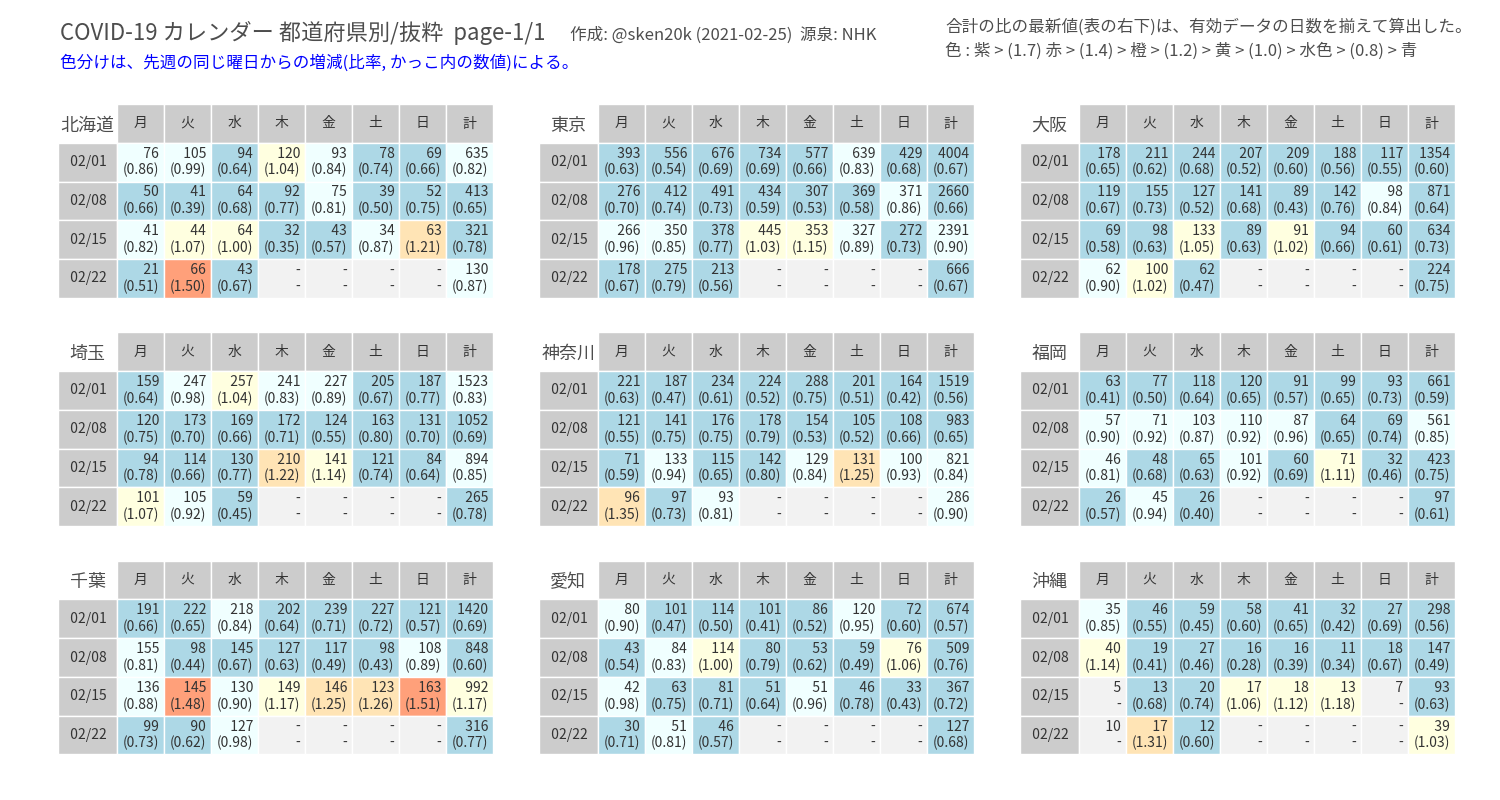 COVID-19 カレンダー 都道府県別/抜粋 page-1/1 作成: @sken20k (2021-02-25) 源泉: NHK
色分けは、先週の同じ曜日からの増減(比率, かっこ内の数値)による。
合計の比の最新値(表の右下)は、有効データの日数を揃えて算出した。
色 : 紫 > (1.7) 赤 > (1.4) 橙 > (1.2) 黄 > (1.0) > 水色 > (0.8) > 青
北海道 月 火 水 木 金 土 日 計
02/01 76 105 94 120 93 78 69 635
(0.86) (0.99) (0.64) (1.04) (0.84) (0.74) (0.66) (0.82)
02/08 50 41 64 92 75 39 52 413
(0.66) (0.39) (0.68) (0.77) (0.81) (0.50) (0.75) (0.65)
02/15 41 44 64 32 43 34 63 321
(0.82) (1.07) (1.00) (0.35) (0.57) (0.87) (1.21) (0.78)
02/22 21 66 43 - - - - 130
(0.51) (1.50) (0.67) - - - - (0.87)
東京 月 火 水 木 金 土 日 計
02/01 393 556 676 734 577 639 429 4004
(0.63) (0.54) (0.69) (0.69) (0.66) (0.83) (0.68) (0.67)
02/08 276 412 491 434 307 369 371 2660
(0.70) (0.74) (0.73) (0.59) (0.53) (0.58) (0.86) (0.66)
02/15 266 350 378 445 353 327 272 2391
(0.96) (0.85) (0.77) (1.03) (1.15) (0.89) (0.73) (0.90)
02/22 178 275 213 - - - - 666
(0.67) (0.79) (0.56) - - - - (0.67)
大阪 月 火 水 木 金 土 日 計
02/01 178 211 244 207 209 188 117 1354
(0.65) (0.62) (0.68) (0.52) (0.60) (0.56) (0.55) (0.60)
02/08 119 155 127 141 89 142 98 871
(0.67) (0.73) (0.52) (0.68) (0.43) (0.76) (0.84) (0.64)
02/15 69 98 133 89 91 94 60 634
(0.58) (0.63) (1.05) (0.63) (1.02) (0.66) (0.61) (0.73)
02/22 62 100 62 - - - - 224
(0.90) (1.02) (0.47) - - - - (0.75)
埼玉 月 火 水 木 金 土 日 計
02/01 159 247 257 241 227 205 187 1523
(0.64) (0.98) (1.04) (0.83) (0.89) (0.67) (0.77) (0.83)
02/08 120 173 169 172 124 163 131 1052
(0.75) (0.70) (0.66) (0.71) (0.55) (0.80) (0.70) (0.69)
02/15 94 114 130 210 141 121 84 894
(0.78) (0.66) (0.77) (1.22) (1.14) (0.74) (0.64) (0.85)
02/22 101 105 59 - - - - 265
(1.07) (0.92) (0.45) - - - - (0.78)
神奈川 月 火 水 木 金 土 日 計
02/01 221 187 234 224 288 201 164 1519
(0.63) (0.47) (0.61) (0.52) (0.75) (0.51) (0.42) (0.56)
02/08 121 141 176 178 154 105 108 983
(0.55) (0.75) (0.75) (0.79) (0.53) (0.52) (0.66) (0.65)
02/15 71 133 115 142 129 131 100 821
(0.59) (0.94) (0.65) (0.80) (0.84) (1.25) (0.93) (0.84)
02/22 96 97 93 - - - - 286
(1.35) (0.73) (0.81) - - - - (0.90)
福岡 月 火 水 木 金 土 日 計
02/01 63 77 118 120 91 99 93 661
(0.41) (0.50) (0.64) (0.65) (0.57) (0.65) (0.73) (0.59)
02/08 57 71 103 110 87 64 69 561
(0.90) (0.92) (0.87) (0.92) (0.96) (0.65) (0.74) (0.85)
02/15 46 48 65 101 60 71 32 423
(0.81) (0.68) (0.63) (0.92) (0.69) (1.11) (0.46) (0.75)
02/22 26 45 26 - - - - 97
(0.57) (0.94) (0.40) - - - - (0.61)
千葉 月 火 水 木 金 土 日 計
02/01 191 222 218 202 239 227 121 1420
(0.66) (0.65) (0.84) (0.64) (0.71) (0.72) (0.57) (0.69)
02/08 155 98 145 127 117 98 108 848
(0.81) (0.44) (0.67) (0.63) (0.49) (0.43) (0.89) (0.60)
02/15 136 145 130 149 146 123 163 992
(0.88) (1.48) (0.90) (1.17) (1.25) (1.26) (1.51) (1.17)
02/22 99 90 127 - - - - 316
(0.73) (0.62) (0.98) - - - - (0.77)
愛知 月 火 水 木 金 土 日 計
02/01 80 101 114 101 86 120 72 674
(0.90) (0.47) (0.50) (0.41) (0.52) (0.95) (0.60) (0.57)
02/08 43 84 114 80 53 59 76 509
(0.54) (0.83) (1.00) (0.79) (0.62) (0.49) (1.06) (0.76)
02/15 42 63 81 51 51 46 33 367
(0.98) (0.75) (0.71) (0.64) (0.96) (0.78) (0.43) (0.72)
02/22 30 51 46 - - - - 127
(0.71) (0.81) (0.57) - - - - (0.68)
沖縄 月 火 水 木 金 土 日 計
02/01 35 46 59 58 41 32 27 298
(0.85) (0.55) (0.45) (0.60) (0.65) (0.42) (0.69) (0.56)
02/08 40 19 27 16 16 11 18 147
(1.14) (0.41) (0.46) (0.28) (0.39) (0.34) (0.67) (0.49)
02/15 5 13 20 17 18 13 7 93
- (0.68) (0.74) (1.06) (1.12) (1.18) - (0.63)
02/22 10 17 12 - - - - 39
- (1.31) (0.60) - - - - (1.03)